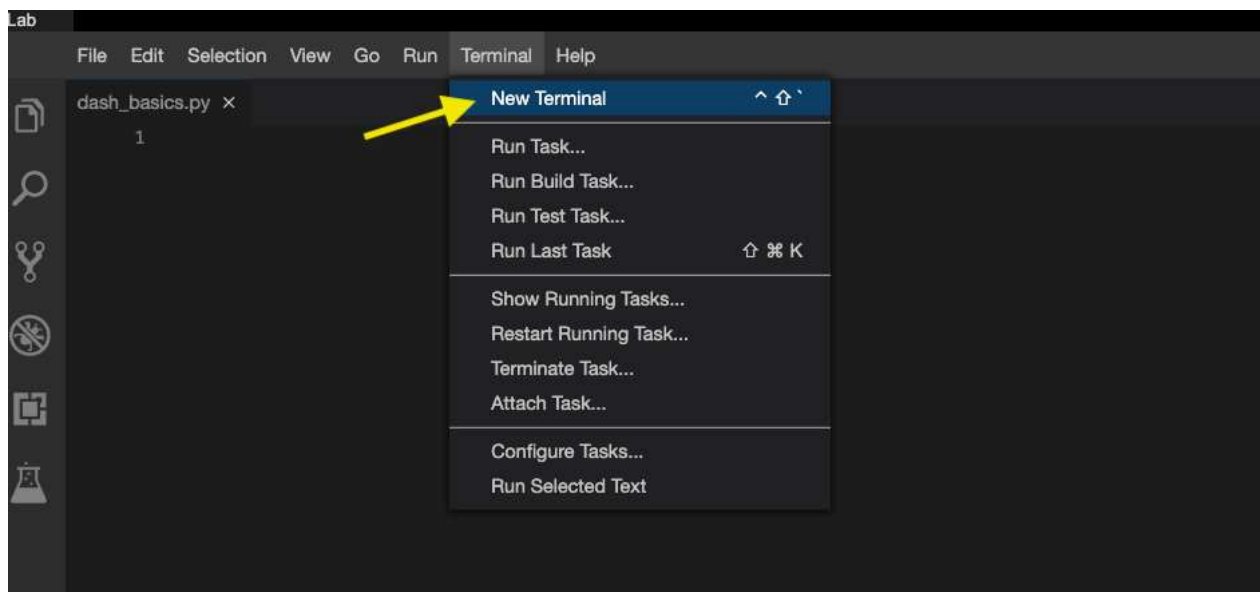 Lab
File Edit Selection View Go Run Terminal Help
dash_basics.py ×
1
New Terminal ^ ⇧ `
Run Task...
Run Build Task...
Run Test Task...
Run Last Task ⇧ ⌘ K
Show Running Tasks...
Restart Running Task...
Terminate Task...
Attach Task...
Configure Tasks...
Run Selected Text